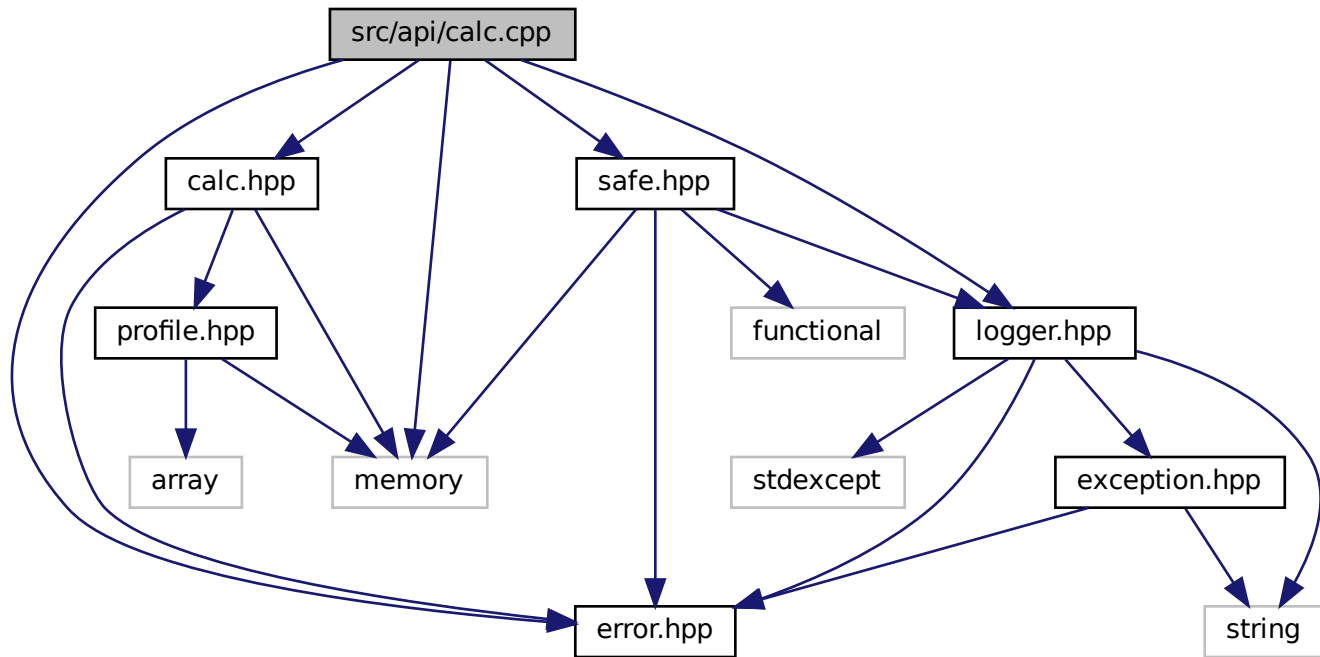 src/api/calc.cpp
calc.hpp
safe.hpp
profile.hpp
functional
logger.hpp
array
memory
stdexcept
exception.hpp
error.hpp
string